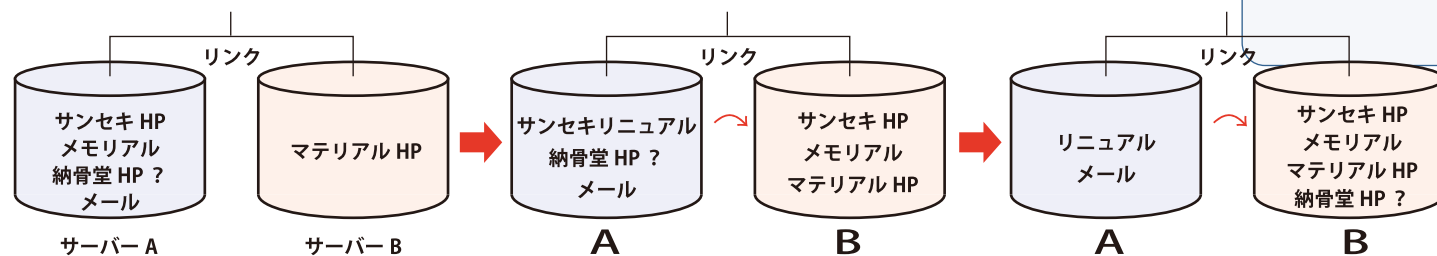 リンク
サンセキ HP
メモリアル
納骨堂 HP ?
メール
マテリアル HP
サーバー A
サーバー B
リンク
サンセキリニュアル
納骨堂 HP ?
メール
サンセキ HP
メモリアル
マテリアル HP
A
B
リンク
リニュアル
メール
サンセキ HP
メモリアル
マテリアル HP
納骨堂 HP ?
A
B